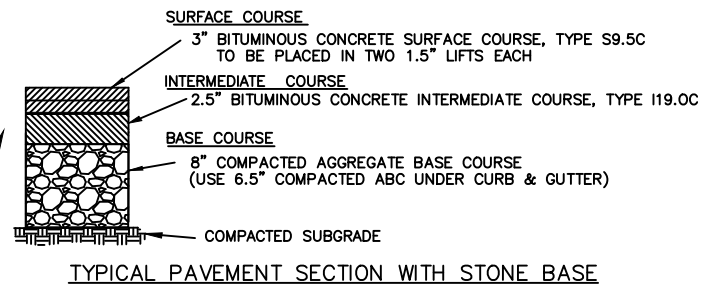 SURFACE COURSE
3" BITUMINOUS CONCRETE SURFACE COURSE, TYPE S9.5C
TO BE PLACED IN TWO 1.5" LIFTS EACH
INTERMEDIATE COURSE
2.5" BITUMINOUS CONCRETE INTERMEDIATE COURSE, TYPE I19.0C
BASE COURSE
8" COMPACTED AGGREGATE BASE COURSE
(USE 6.5" COMPACTED ABC UNDER CURB & GUTTER)
COMPACTED SUBGRADE
TYPICAL PAVEMENT SECTION WITH STONE BASE